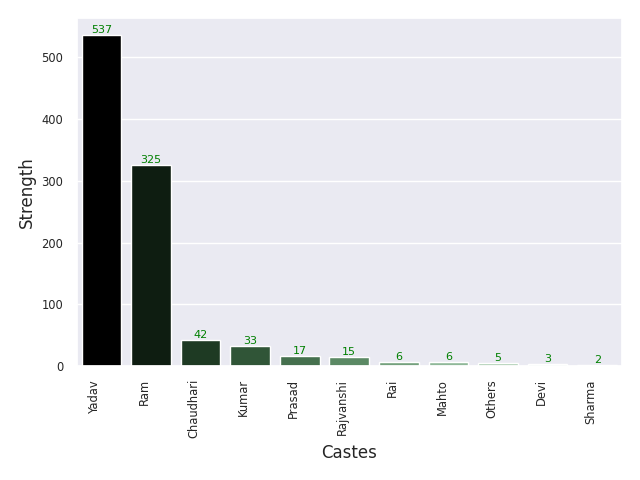 537
500
400
325
Strength
300
200
100
42
33
17
15
6
6
5
3
2
0
Yadav
Ram
Chaudhari
Kumar
Prasad
Rajvanshi
Rai
Mahto
Others
Devi
Sharma
Castes